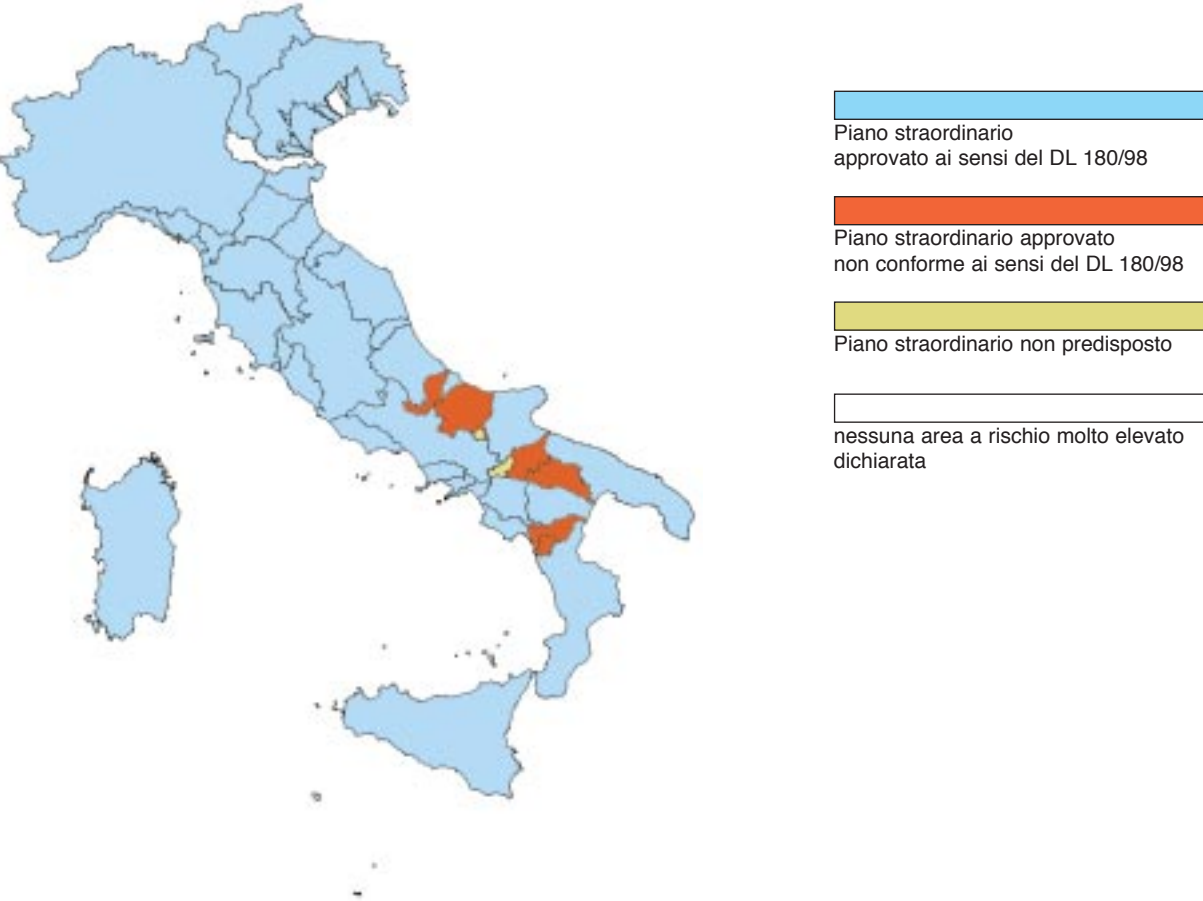 Piano straordinario
approvato ai sensi del DL 180/98
Piano straordinario approvato
non conforme ai sensi del DL 180/98
Piano straordinario non predisposto
nessuna area a rischio molto elevato
dichiarata